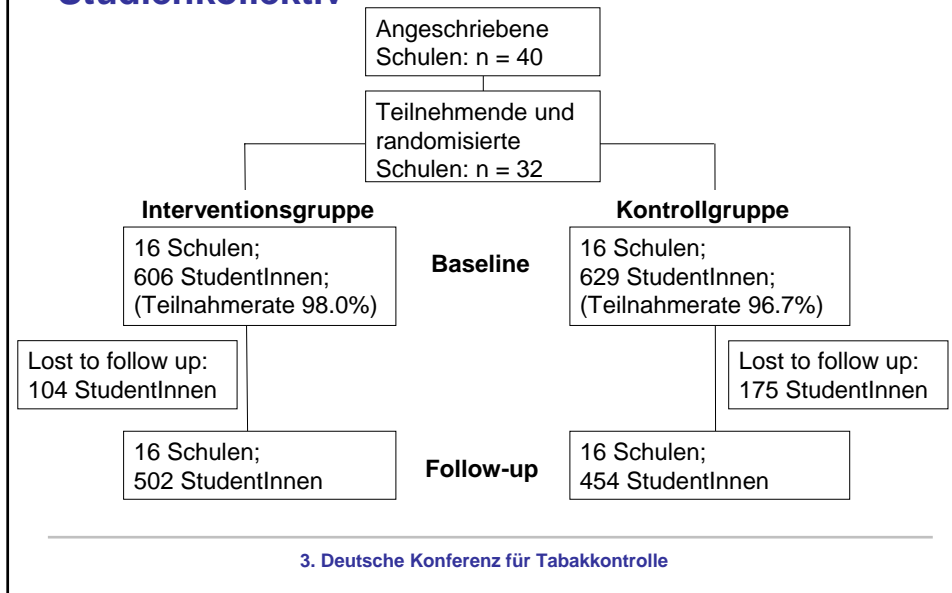 Studienkollektiv
Angeschriebene
Schulen: n = 40
Teilnehmende und
randomisierte
Schulen: n = 32
Interventionsgruppe
Kontrollgruppe
16 Schulen;
606 StudentInnen;
(Teilnahmerate 98.0%)
Baseline
16 Schulen;
629 StudentInnen;
(Teilnahmerate 96.7%)
Lost to follow up:
104 StudentInnen
Lost to follow up:
175 StudentInnen
16 Schulen;
502 StudentInnen
Follow-up
16 Schulen;
454 StudentInnen
3. Deutsche Konferenz für Tabakkontrolle